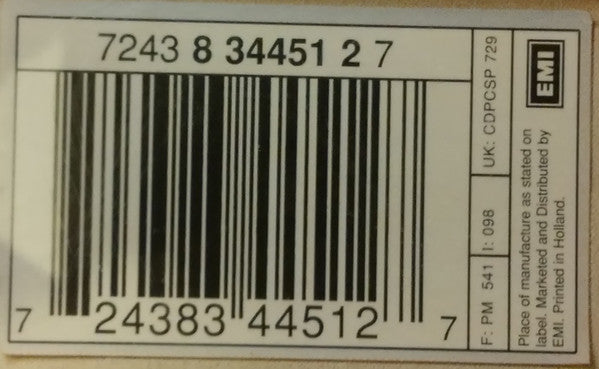 7243 8 34451 2 7
7 24383 44512 7
F: PM 541
I: 098
UK: CDPCSP 729
EMI
Place of manufacture as stated on
label. Marketed and Distributed by
EMI. Printed in Holland.